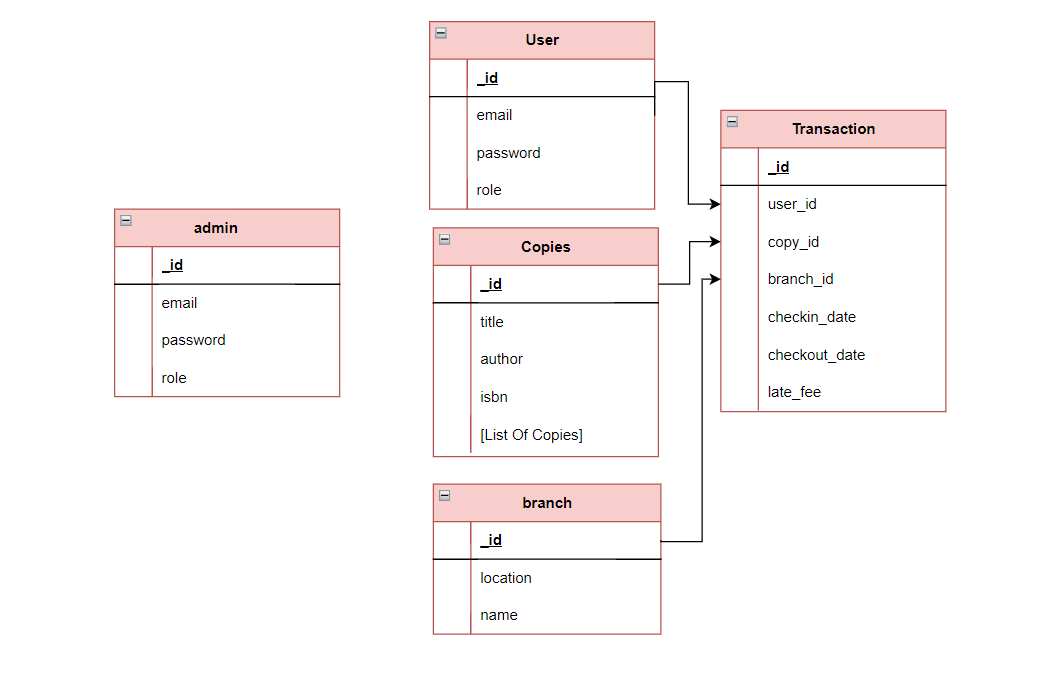 User
_id
email
password
role
Transaction
_id
user_id
copy_id
branch_id
checkin_date
checkout_date
late_fee
admin
_id
email
password
role
Copies
_id
title
author
isbn
[List Of Copies]
branch
_id
location
name